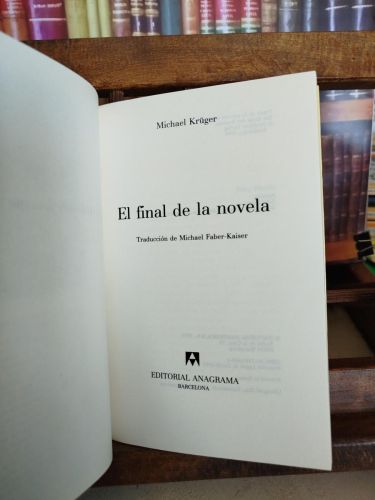 Michael Krüger
El final de la novela
Traducción de Michael Faber-Kaiser
A
EDITORIAL ANAGRAMA
BARCELONA